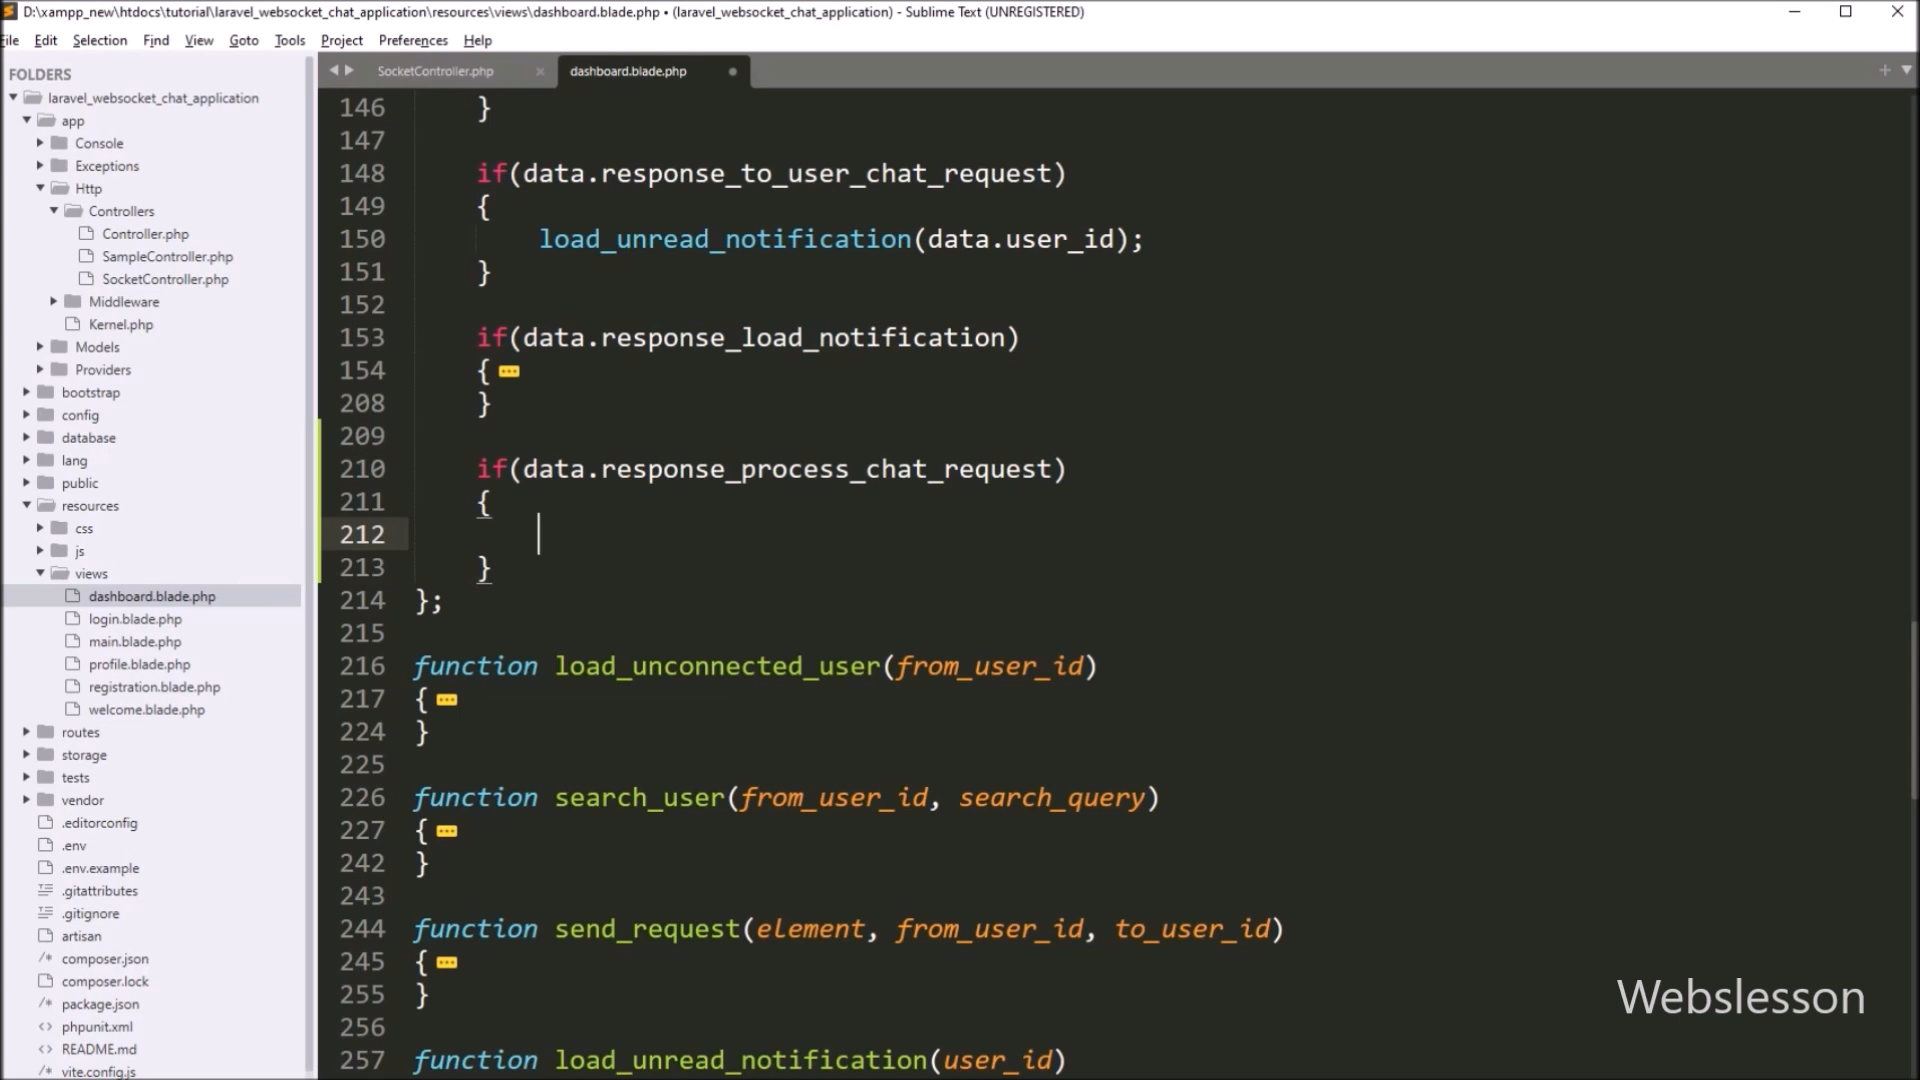 D:\xampp_new\htdocs\tutorial\laravel_websocket_chat_application\resources\views\dashboard.blade.php • (laravel_websocket_chat_application) - Sublime Text (UNREGISTERED)
File Edit Selection Find View Goto Tools Project Preferences Help
FOLDERS
laravel_websocket_chat_application
app
Console
Exceptions
Http
Controllers
Controller.php
SampleController.php
SocketController.php
Middleware
Kernel.php
Models
Providers
bootstrap
config
database
lang
public
resources
css
js
views
dashboard.blade.php
login.blade.php
main.blade.php
profile.blade.php
registration.blade.php
welcome.blade.php
routes
storage
tests
vendor
.editorconfig
.env
.env.example
.gitattributes
.gitignore
artisan
composer.json
composer.lock
package.json
phpunit.xml
README.md
vite.config.js
SocketController.php × dashboard.blade.php •
146 }
147
148 if(data.response_to_user_chat_request)
149 {
150 load_unread_notification(data.user_id);
151 }
152
153 if(data.response_load_notification)
154 { ...
208 }
209
210 if(data.response_process_chat_request)
211 {
212
213 }
214 };
215
216 function load_unconnected_user(from_user_id)
217 { ...
224 }
225
226 function search_user(from_user_id, search_query)
227 { ...
242 }
243
244 function send_request(element, from_user_id, to_user_id)
245 { ...
255 }
256
257 function load_unread_notification(user_id)
Webslesson